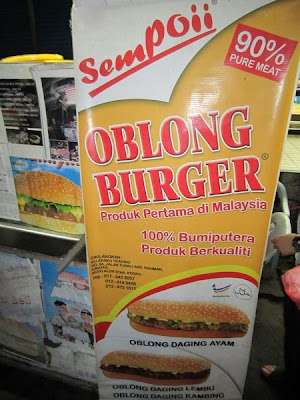 SemPOii
90%
PURE MEAT
OBLONG
BURGER®
Produk Pertama di Malaysia
100% Bumiputera
Produk Berkualiti
OBLONG DAGING AYAM
OBLONG DAGING LEMBU
OBLONG DAGING KAMBING